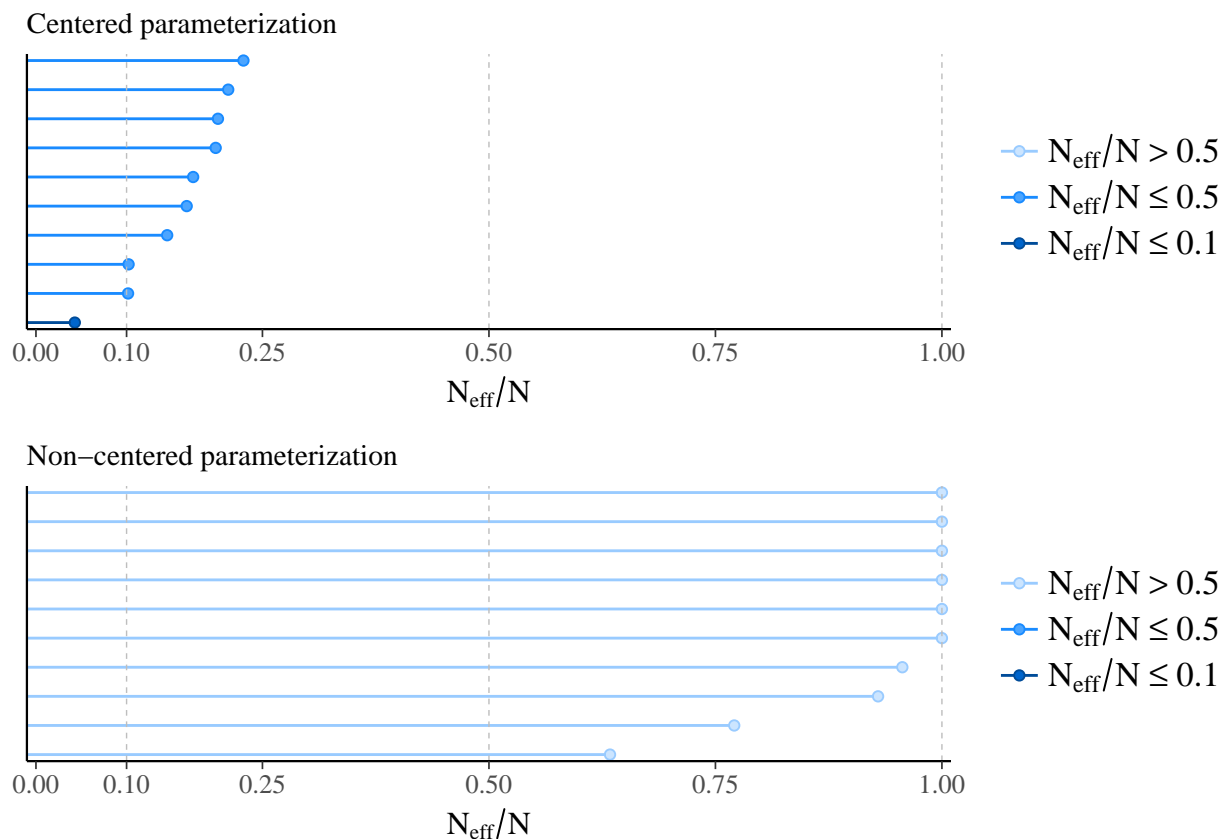 Centered parameterization
N_eff/N > 0.5
N_eff/N ≤ 0.5
N_eff/N ≤ 0.1
0.00 0.10 0.25 0.50 0.75 1.00
N_eff/N
Non−centered parameterization
N_eff/N > 0.5
N_eff/N ≤ 0.5
N_eff/N ≤ 0.1
0.00 0.10 0.25 0.50 0.75 1.00
N_eff/N